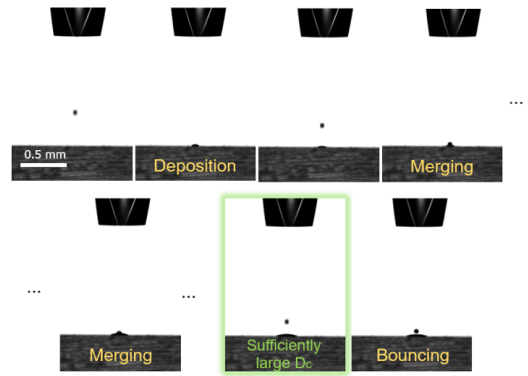 ...
0.5 mm
Deposition
Merging
...
...
Merging
Sufficiently
large Dc
Bouncing